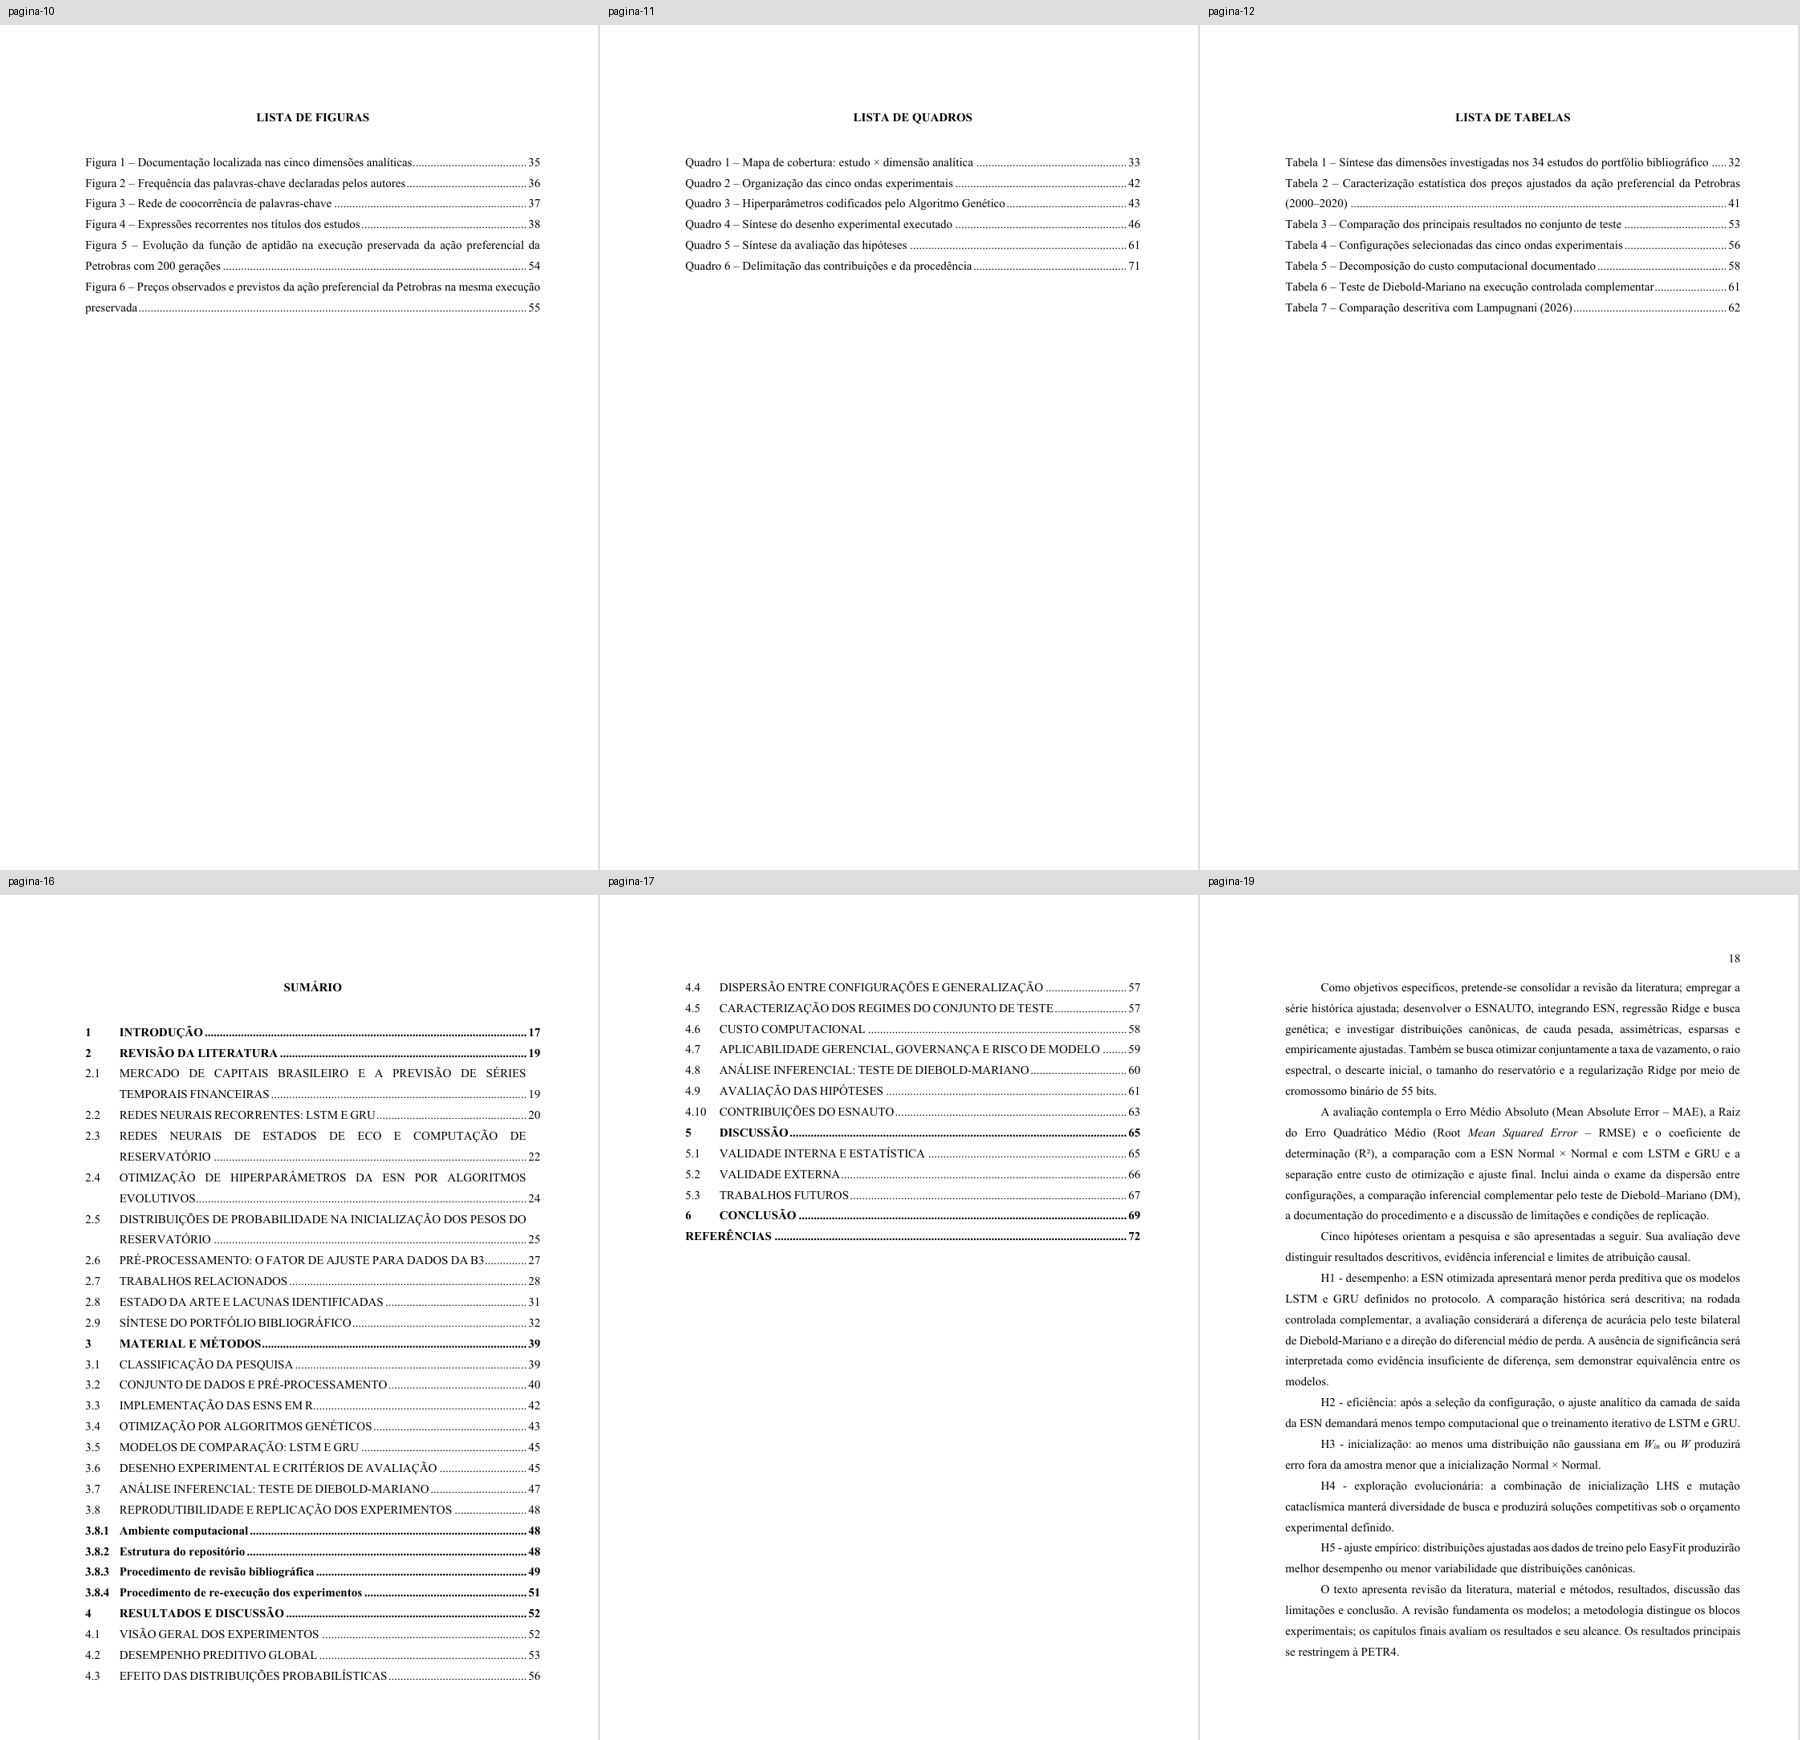 pagina-10
LISTA DE FIGURAS
Figura 1 – Documentação localizada nas cinco dimensões analíticas.......... 35
Figura 2 – Frequência das palavras-chave declaradas pelos autores.......... 36
Figura 3 – Rede de coocorrência de palavras-chave .......... 37
Figura 4 – Expressões recorrentes nos títulos dos estudos.......... 38
Figura 5 – Evolução da função de aptidão na execução preservada da ação preferencial da
Petrobras com 200 gerações .......... 54
Figura 6 – Preços observados e previstos da ação preferencial da Petrobras na mesma execução
preservada.......... 55
pagina-11
LISTA DE QUADROS
Quadro 1 – Mapa de cobertura: estudo × dimensão analítica .......... 33
Quadro 2 – Organização das cinco ondas experimentais .......... 42
Quadro 3 – Hiperparâmetros codificados pelo Algoritmo Genético.......... 43
Quadro 4 – Síntese do desenho experimental executado .......... 46
Quadro 5 – Síntese da avaliação das hipóteses .......... 61
Quadro 6 – Delimitação das contribuições e da procedência.......... 71
pagina-12
LISTA DE TABELAS
Tabela 1 – Síntese das dimensões investigadas nos 34 estudos do portfólio bibliográfico ..... 32
Tabela 2 – Caracterização estatística dos preços ajustados da ação preferencial da Petrobras
(2000–2020) .......... 41
Tabela 3 – Comparação dos principais resultados no conjunto de teste .......... 53
Tabela 4 – Configurações selecionadas das cinco ondas experimentais .......... 56
Tabela 5 – Decomposição do custo computacional documentado .......... 58
Tabela 6 – Teste de Diebold-Mariano na execução controlada complementar.......... 61
Tabela 7 – Comparação descritiva com Lampugnani (2026).......... 62
pagina-16
SUMÁRIO
1 INTRODUÇÃO .......... 17
2 REVISÃO DA LITERATURA .......... 19
2.1 MERCADO DE CAPITAIS BRASILEIRO E A PREVISÃO DE SÉRIES
TEMPORAIS FINANCEIRAS .......... 19
2.2 REDES NEURAIS RECORRENTES: LSTM E GRU.......... 20
2.3 REDES NEURAIS DE ESTADOS DE ECO E COMPUTAÇÃO DE
RESERVATÓRIO .......... 22
2.4 OTIMIZAÇÃO DE HIPERPARÂMETROS DA ESN POR ALGORITMOS
EVOLUTIVOS.......... 24
2.5 DISTRIBUIÇÕES DE PROBABILIDADE NA INICIALIZAÇÃO DOS PESOS DO
RESERVATÓRIO .......... 25
2.6 PRÉ-PROCESSAMENTO: O FATOR DE AJUSTE PARA DADOS DA B3.......... 27
2.7 TRABALHOS RELACIONADOS .......... 28
2.8 ESTADO DA ARTE E LACUNAS IDENTIFICADAS .......... 31
2.9 SÍNTESE DO PORTFÓLIO BIBLIOGRÁFICO.......... 32
3 MATERIAL E MÉTODOS.......... 39
3.1 CLASSIFICAÇÃO DA PESQUISA .......... 39
3.2 CONJUNTO DE DADOS E PRÉ-PROCESSAMENTO.......... 40
3.3 IMPLEMENTAÇÃO DAS ESNS EM R.......... 42
3.4 OTIMIZAÇÃO POR ALGORITMOS GENÉTICOS.......... 43
3.5 MODELOS DE COMPARAÇÃO: LSTM E GRU .......... 45
3.6 DESENHO EXPERIMENTAL E CRITÉRIOS DE AVALIAÇÃO .......... 45
3.7 ANÁLISE INFERENCIAL: TESTE DE DIEBOLD-MARIANO .......... 47
3.8 REPRODUTIBILIDADE E REPLICAÇÃO DOS EXPERIMENTOS .......... 48
3.8.1 Ambiente computacional .......... 48
3.8.2 Estrutura do repositório .......... 48
3.8.3 Procedimento de revisão bibliográfica .......... 49
3.8.4 Procedimento de re-execução dos experimentos .......... 51
4 RESULTADOS E DISCUSSÃO .......... 52
4.1 VISÃO GERAL DOS EXPERIMENTOS .......... 52
4.2 DESEMPENHO PREDITIVO GLOBAL .......... 53
4.3 EFEITO DAS DISTRIBUIÇÕES PROBABILÍSTICAS .......... 56
pagina-17
4.4 DISPERSÃO ENTRE CONFIGURAÇÕES E GENERALIZAÇÃO .......... 57
4.5 CARACTERIZAÇÃO DOS REGIMES DO CONJUNTO DE TESTE .......... 57
4.6 CUSTO COMPUTACIONAL .......... 58
4.7 APLICABILIDADE GERENCIAL, GOVERNANÇA E RISCO DE MODELO ....... 59
4.8 ANÁLISE INFERENCIAL: TESTE DE DIEBOLD-MARIANO .......... 60
4.9 AVALIAÇÃO DAS HIPÓTESES .......... 61
4.10 CONTRIBUIÇÕES DO ESNAUTO .......... 63
5 DISCUSSÃO.......... 65
5.1 VALIDADE INTERNA E ESTATÍSTICA .......... 65
5.2 VALIDADE EXTERNA .......... 66
5.3 TRABALHOS FUTUROS .......... 67
6 CONCLUSÃO .......... 69
REFERÊNCIAS .......... 72
pagina-19
18
Como objetivos específicos, pretende-se consolidar a revisão da literatura; empregar a
série histórica ajustada; desenvolver o ESNAUTO, integrando ESN, regressão Ridge e busca
genética; e investigar distribuições canônicas, de cauda pesada, assimétricas, esparsas e
empiricamente ajustadas. Também se busca otimizar conjuntamente a taxa de vazamento, o raio
espectral, o descarte inicial, o tamanho do reservatório e a regularização Ridge por meio de
cromossomo binário de 55 bits.
A avaliação contempla o Erro Médio Absoluto (Mean Absolute Error – MAE), a Raiz
do Erro Quadrático Médio (Root Mean Squared Error – RMSE) e o coeficiente de
determinação (R²), a comparação com a ESN Normal × Normal e com LSTM e GRU e a
separação entre custo de otimização e ajuste final. Inclui ainda o exame da dispersão entre
configurações, a comparação inferencial complementar pelo teste de Diebold–Mariano (DM),
a documentação do procedimento e a discussão de limitações e condições de replicação.
Cinco hipóteses orientam a pesquisa e são apresentadas a seguir. Sua avaliação deve
distinguir resultados descritivos, evidência inferencial e limites de atribuição causal.
H1 - desempenho: a ESN otimizada apresentará menor perda preditiva que os modelos
LSTM e GRU definidos no protocolo. A comparação histórica será descritiva; na rodada
controlada complementar, a avaliação considerará a diferença de acurácia pelo teste bilateral
de Diebold-Mariano e a direção do diferencial médio de perda. A ausência de significância será
interpretada como evidência insuficiente de diferença, sem demonstrar equivalência entre os
modelos.
H2 - eficiência: após a seleção da configuração, o ajuste analítico da camada de saída
da ESN demandará menos tempo computacional que o treinamento iterativo de LSTM e GRU.
H3 - inicialização: ao menos uma distribuição não gaussiana em Win ou W produzirá
erro fora da amostra menor que a inicialização Normal × Normal.
H4 - exploração evolucionária: a combinação de inicialização LHS e mutação
cataclísmica manterá diversidade de busca e produzirá soluções competitivas sob o orçamento
experimental definido.
H5 - ajuste empírico: distribuições ajustadas aos dados de treino pelo EasyFit produzirão
melhor desempenho ou menor variabilidade que distribuições canônicas.
O texto apresenta revisão da literatura, material e métodos, resultados, discussão das
limitações e conclusão. A revisão fundamenta os modelos; a metodologia distingue os blocos
experimentais; os capítulos finais avaliam os resultados e seu alcance. Os resultados principais
se restringem à PETR4.